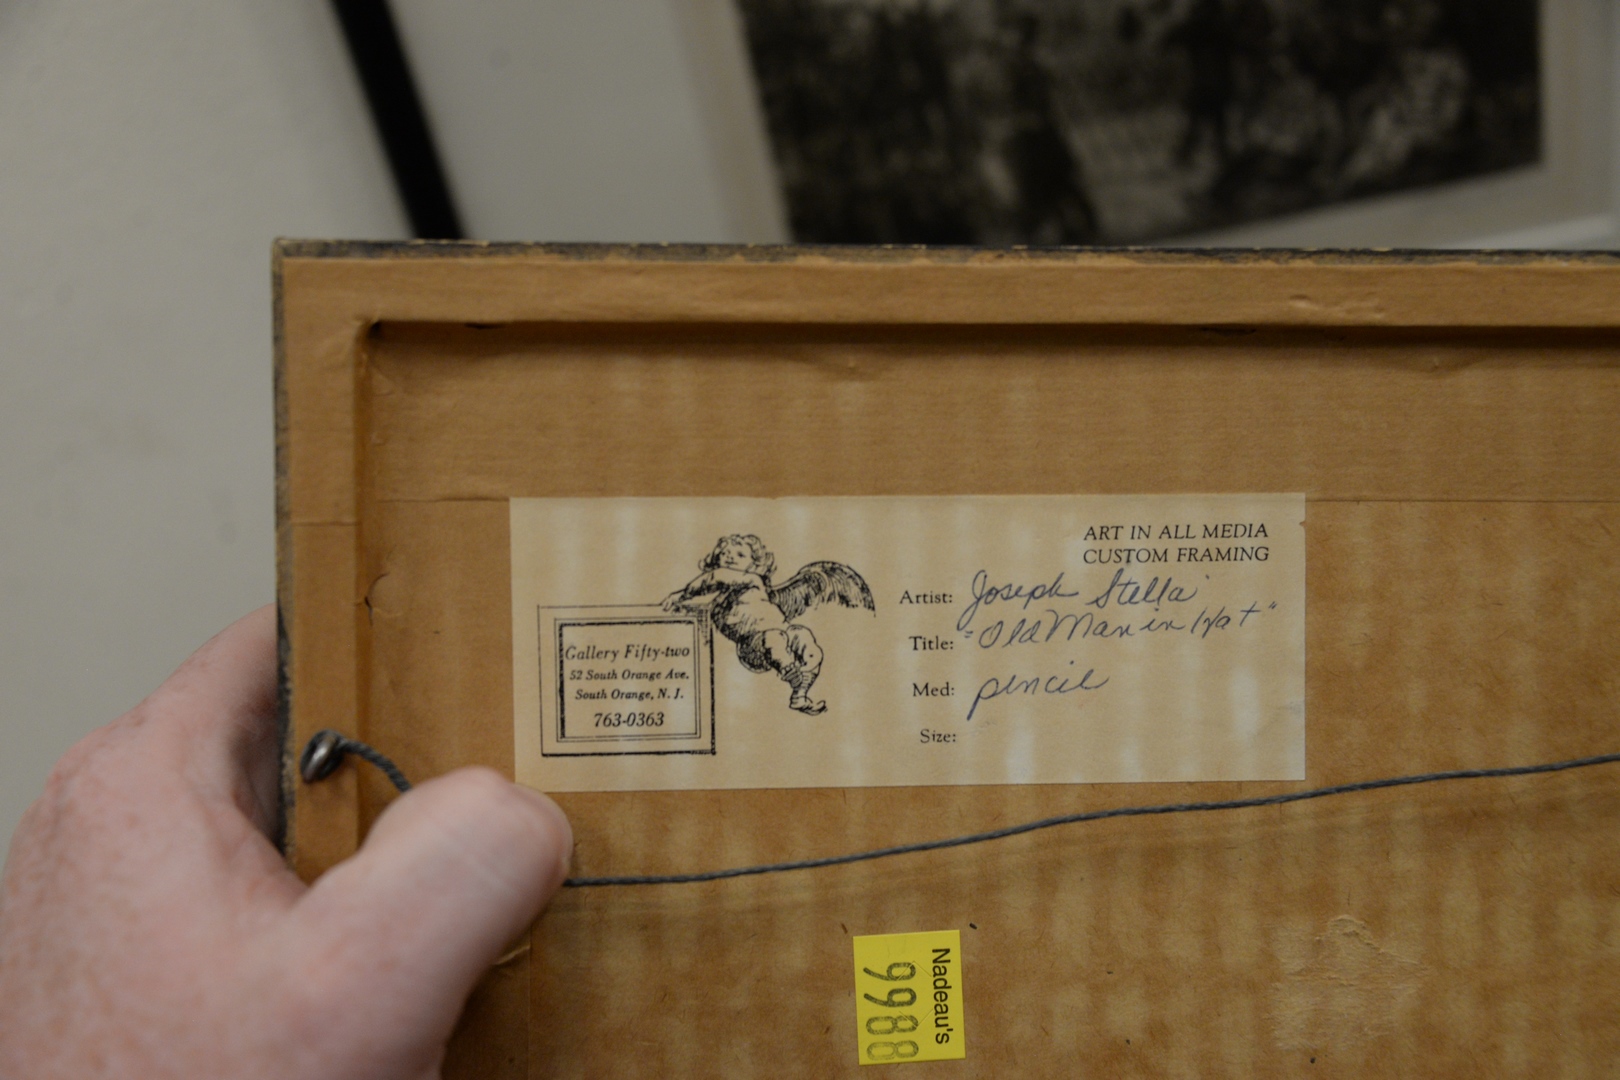 ART IN ALL MEDIA
CUSTOM FRAMING
Artist: Joseph Stella
Title: "Old Man in Hat"
Med: pencil
Size:
Gallery Fifty-two
52 South Orange Ave.
South Orange, N. J.
763-0363
Nadeau's
9988